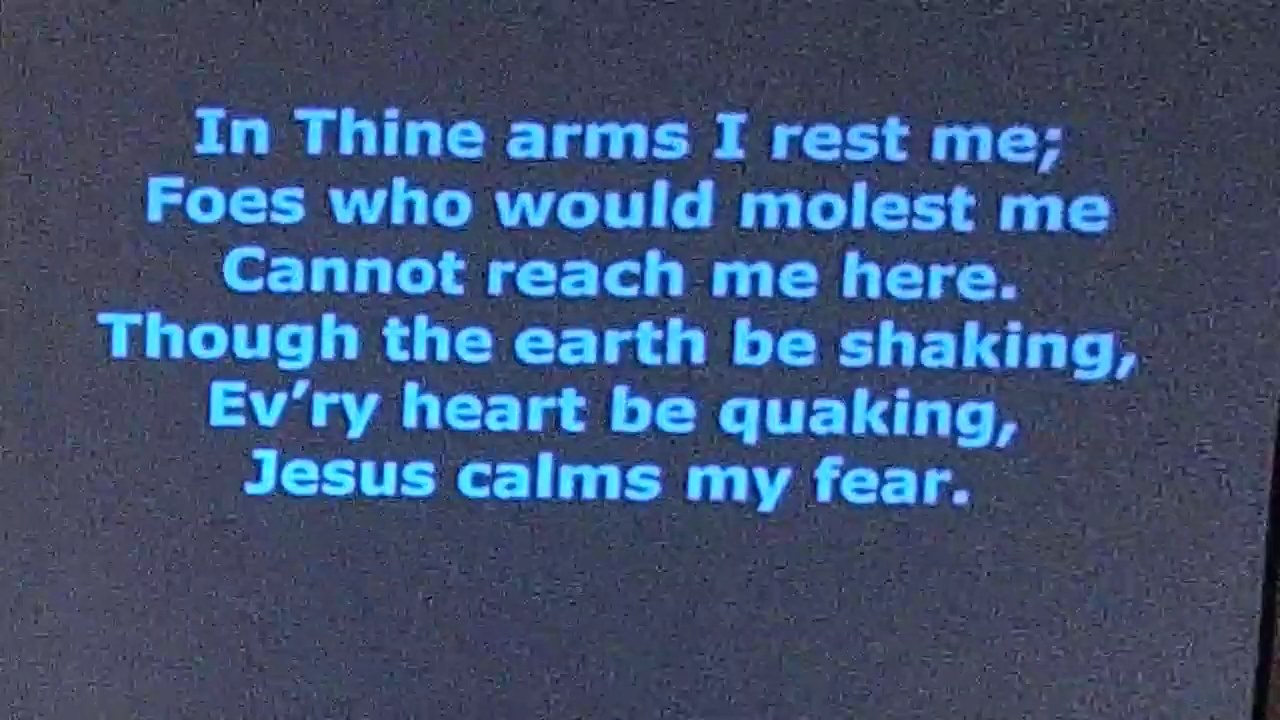 In Thine arms I rest me;
Foes who would molest me
Cannot reach me here.
Though the earth be shaking,
Ev’ry heart be quaking,
Jesus calms my fear.